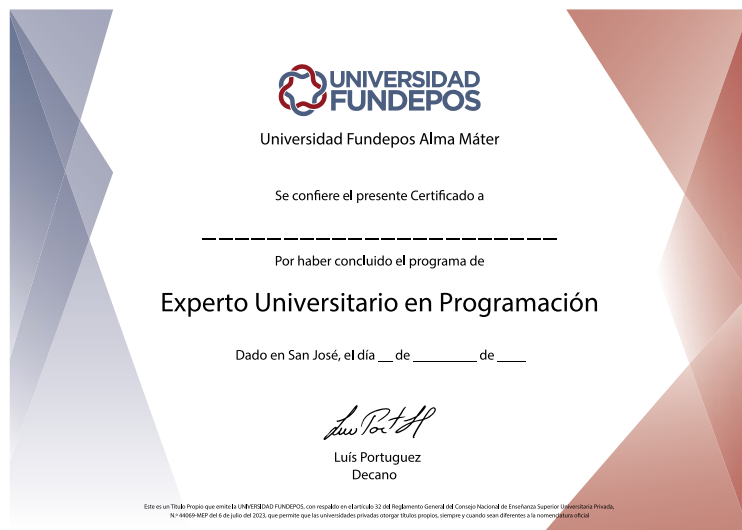 UNIVERSIDAD
FUNDEPOS
Universidad Fundepos Alma Máter
Se confiere el presente Certificado a
Por haber concluido el programa de
Experto Universitario en Programación
Dado en San José, el día __ de ________ de ____
Luís Portuguez
Decano
Este es un Título Propio que emite la UNIVERSIDAD FUNDEPOS, con respaldo en el artículo 32 del Reglamento General del Consejo Nacional de Enseñanza Superior Universitaria Privada,
N.º 44069-MEP del 6 de julio del 2023, que permite que las universidades privadas otorgar títulos propios, siempre y cuando sean diferentes a la nomenclatura oficial